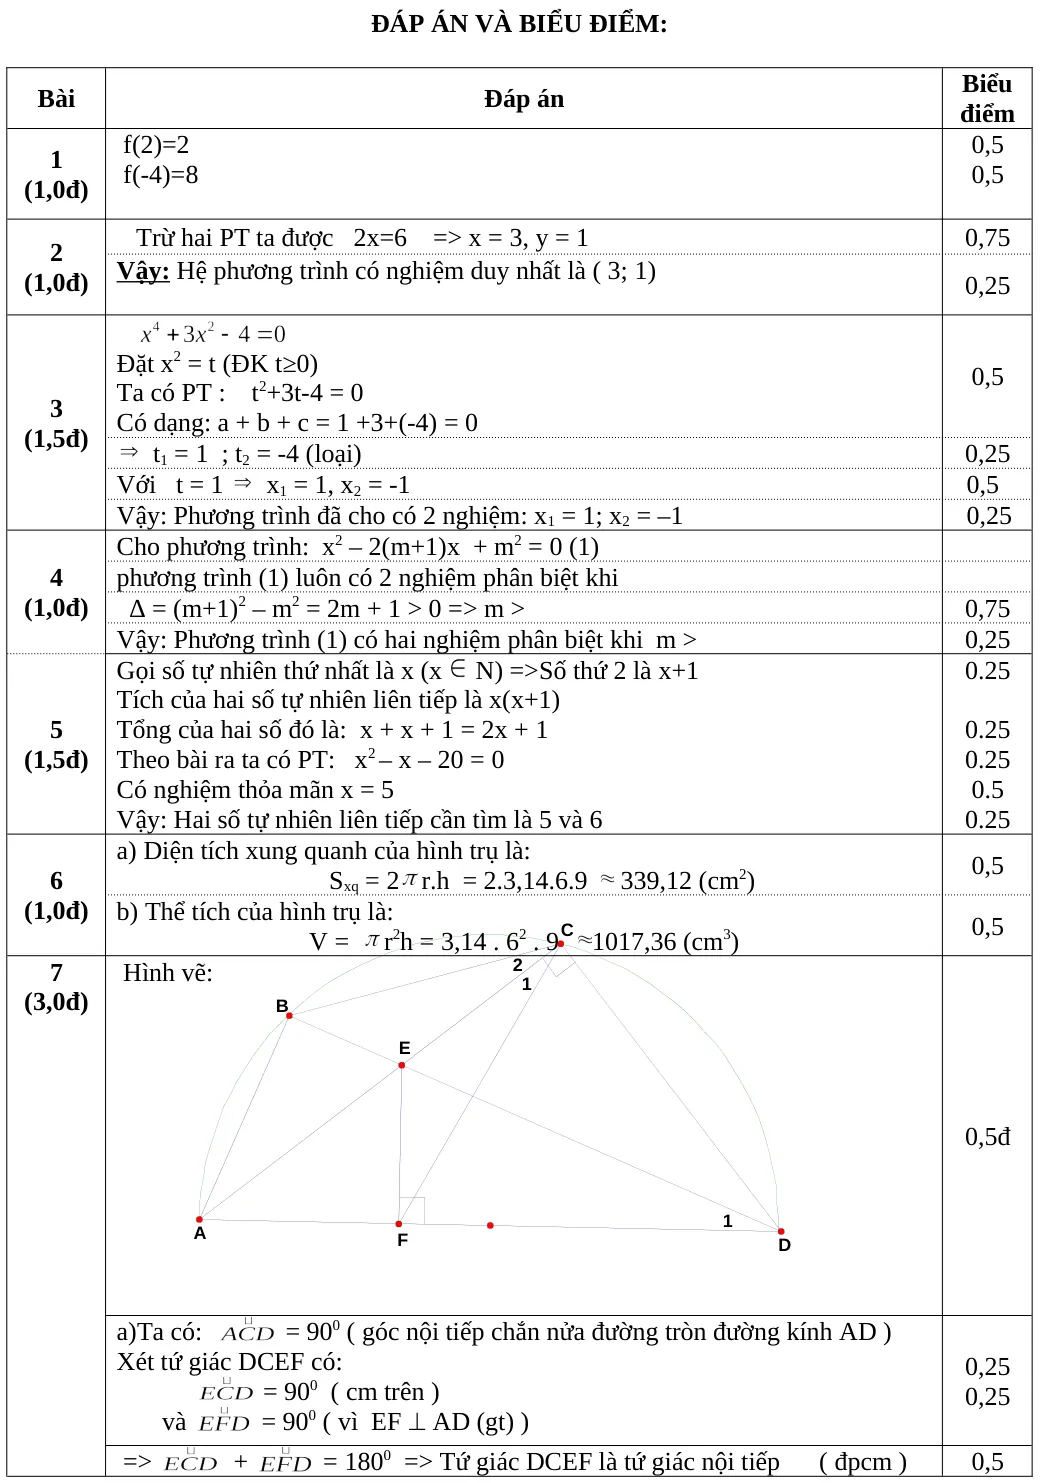 ĐÁP ÁN VÀ BIỂU ĐIỂM:
Bài Đáp án Biểu điểm
1 (1,0đ)
f(2)=2 0,5
f(-4)=8 0,5
2 (1,0đ)
Trừ hai PT ta được 2x=6 => x = 3, y = 1 0,75
Vậy: Hệ phương trình có nghiệm duy nhất là ( 3; 1) 0,25
3 (1,5đ)
x⁴ + 3x² - 4 = 0
Đặt x² = t (ĐK t≥0) 0,5
Ta có PT : t²+3t-4 = 0
Có dạng: a + b + c = 1 +3+(-4) = 0
⇒ t₁ = 1 ; t₂ = -4 (loại) 0,25
Với t = 1 ⇒ x₁ = 1, x₂ = -1 0,5
Vậy: Phương trình đã cho có 2 nghiệm: x₁ = 1; x₂ = –1 0,25
4 (1,0đ)
Cho phương trình: x² – 2(m+1)x + m² = 0 (1)
phương trình (1) luôn có 2 nghiệm phân biệt khi
Δ = (m+1)² – m² = 2m + 1 > 0 => m > 0,75
Vậy: Phương trình (1) có hai nghiệm phân biệt khi m > 0,25
5 (1,5đ)
Gọi số tự nhiên thứ nhất là x (x ∈ N) =>Số thứ 2 là x+1 0.25
Tích của hai số tự nhiên liên tiếp là x(x+1)
Tổng của hai số đó là: x + x + 1 = 2x + 1 0.25
Theo bài ra ta có PT: x² – x – 20 = 0 0.25
Có nghiệm thỏa mãn x = 5 0.5
Vậy: Hai số tự nhiên liên tiếp cần tìm là 5 và 6 0.25
6 (1,0đ)
a) Diện tích xung quanh của hình trụ là: 0,5
Sxq = 2πr.h = 2.3,14.6.9 ≈ 339,12 (cm²)
b) Thể tích của hình trụ là: 0,5
V = πr²h = 3,14 . 6² . 9 ≈1017,36 (cm³)
7 (3,0đ)
Hình vẽ: 0,5đ
C
2
1
B
E
1
A
F
D
a)Ta có: ACD = 90⁰ ( góc nội tiếp chắn nửa đường tròn đường kính AD )
Xét tứ giác DCEF có: 0,25
ECD = 90⁰ ( cm trên ) 0,25
và EFD = 90⁰ ( vì EF ⊥ AD (gt) )
=> ECD + EFD = 180⁰ => Tứ giác DCEF là tứ giác nội tiếp ( đpcm ) 0,5